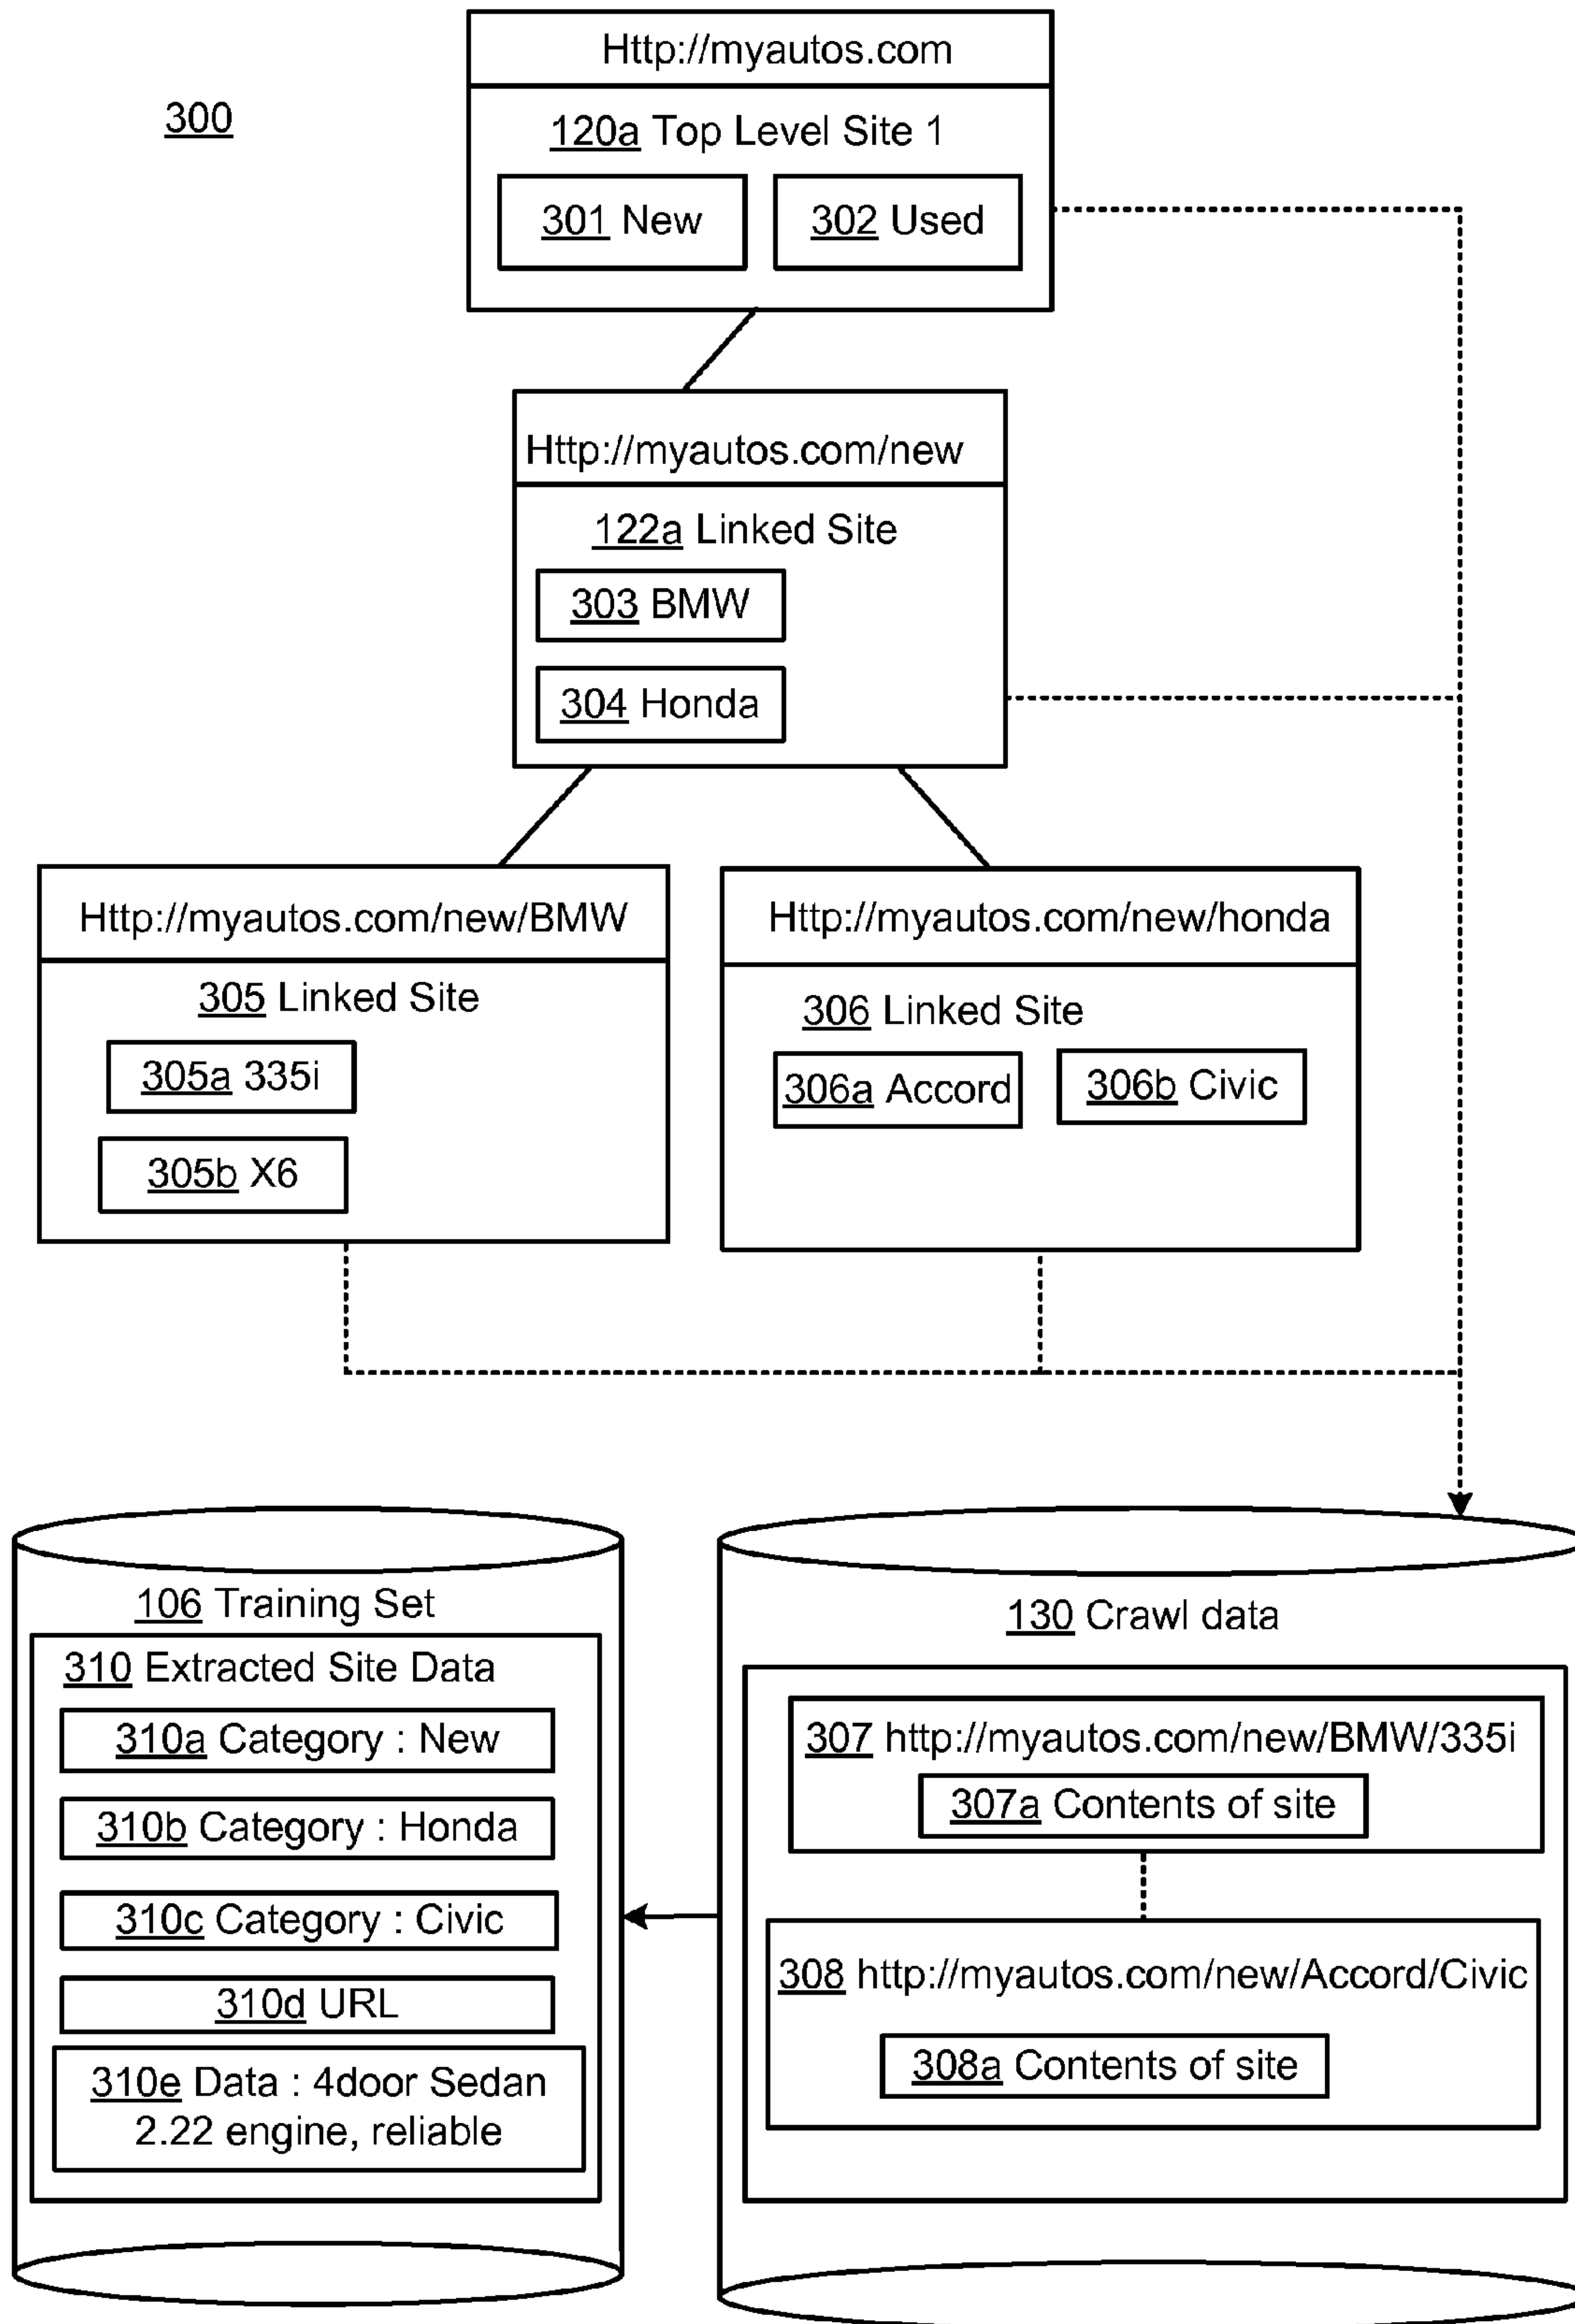 Http://myautos.com
300
120a Top Level Site 1
301 New
302 Used
Http://myautos.com/new
122a Linked Site
303 BMW
304 Honda
Http://myautos.com/new/BMW
305 Linked Site
305a 335i
305b X6
Http://myautos.com/new/honda
306 Linked Site
306a Accord
306b Civic
106 Training Set
310 Extracted Site Data
310a Category : New
310b Category : Honda
310c Category : Civic
310d URL
310e Data : 4door Sedan
2.22 engine, reliable
130 Crawl data
307 http://myautos.com/new/BMW/335i
307a Contents of site
308 http://myautos.com/new/Accord/Civic
308a Contents of site